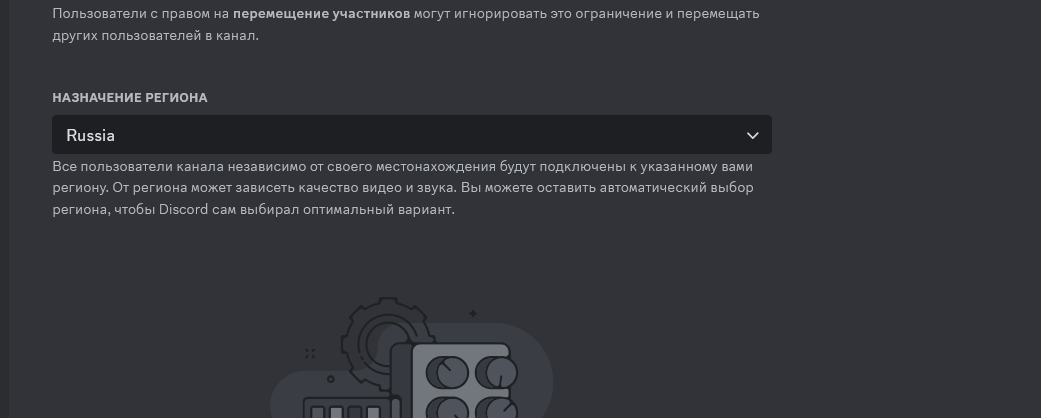 Пользователи с правом на перемещение участников могут игнорировать это ограничение и перемещать
других пользователей в канал.
НАЗНАЧЕНИЕ РЕГИОНА
Russia
Все пользователи канала независимо от своего местонахождения будут подключены к указанному вами
региону. От региона может зависеть качество видео и звука. Вы можете оставить автоматический выбор
региона, чтобы Discord сам выбирал оптимальный вариант.